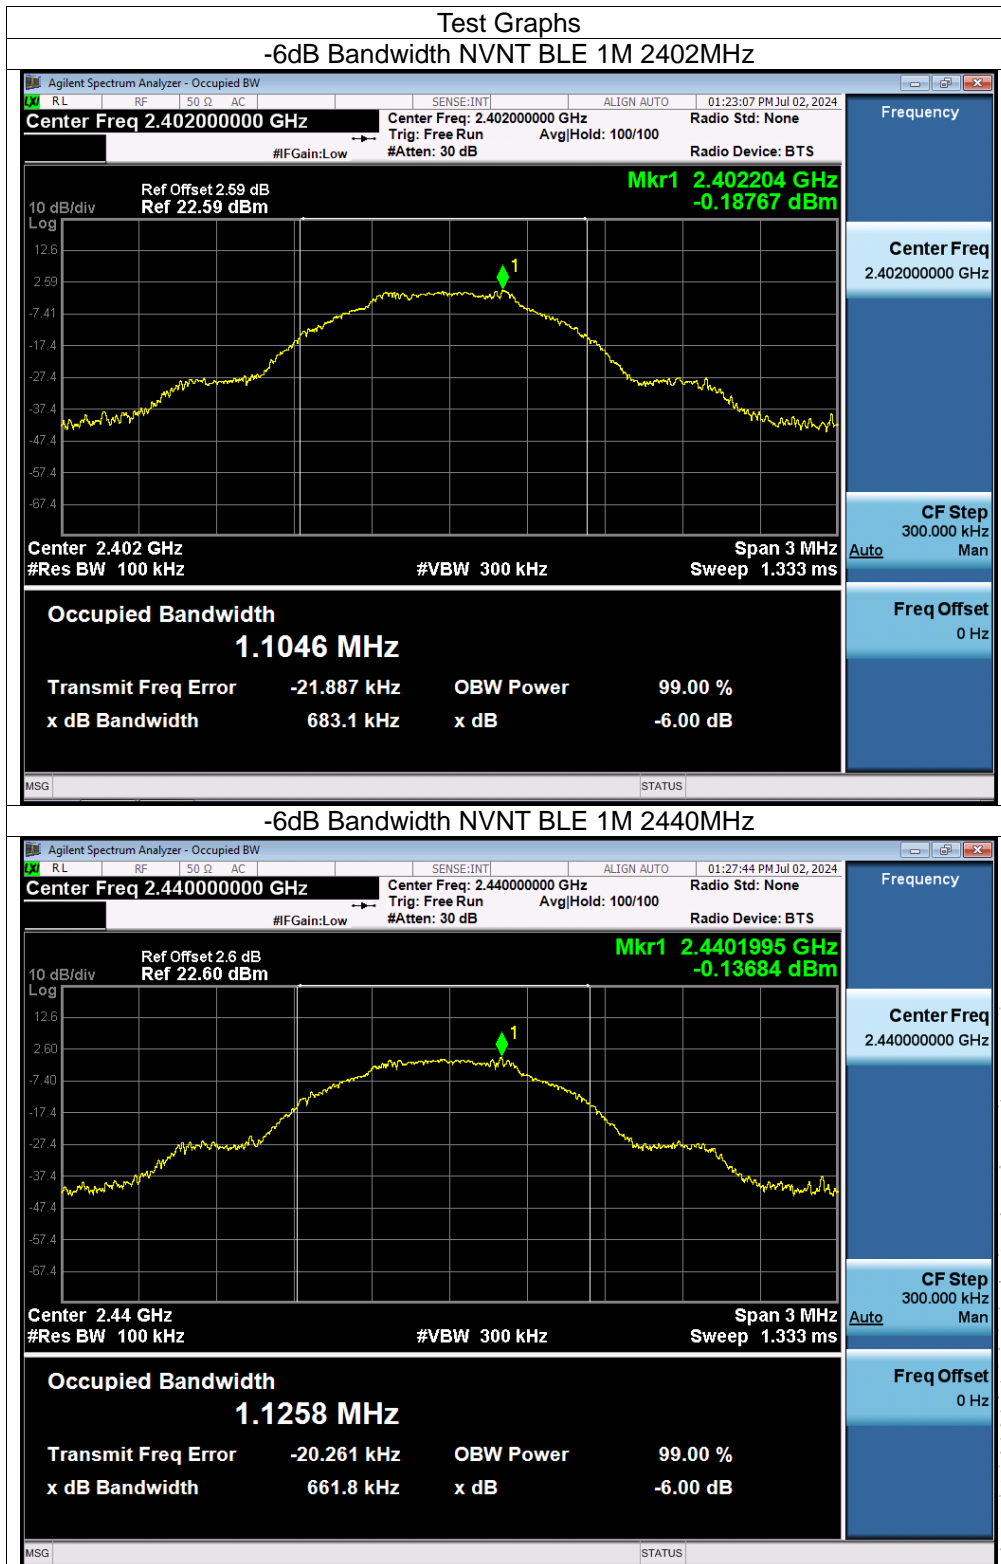 Test Graphs
-6dB Bandwidth NVNT BLE 1M 2402MHz
Agilent Spectrum Analyzer - Occupied BW
LXI RL RF 50 Ω AC SENSE:INT ALIGN AUTO 01:23:07 PM Jul 02, 2024
Center Freq 2.402000000 GHz Center Freq: 2.402000000 GHz Radio Std: None Frequency
Trig: Free Run Avg|Hold: 100/100
#IFGain:Low #Atten: 30 dB Radio Device: BTS
Mkr1 2.402204 GHz
Ref Offset 2.59 dB
10 dB/div Ref 22.59 dBm -0.18767 dBm
Log
1
12.6
2.59
-7.41
-17.4
-27.4
-37.4
-47.4
-57.4
-67.4
Center Freq
2.402000000 GHz
CF Step
300.000 kHz
Auto Man
Freq Offset
0 Hz
Center 2.402 GHz Span 3 MHz
#Res BW 100 kHz #VBW 300 kHz Sweep 1.333 ms
Occupied Bandwidth
1.1046 MHz
Transmit Freq Error -21.887 kHz OBW Power 99.00 %
x dB Bandwidth 683.1 kHz x dB -6.00 dB
MSG STATUS
-6dB Bandwidth NVNT BLE 1M 2440MHz
Agilent Spectrum Analyzer - Occupied BW
LXI RL RF 50 Ω AC SENSE:INT ALIGN AUTO 01:27:44 PM Jul 02, 2024
Center Freq 2.440000000 GHz Center Freq: 2.440000000 GHz Radio Std: None Frequency
Trig: Free Run Avg|Hold: 100/100
#IFGain:Low #Atten: 30 dB Radio Device: BTS
Mkr1 2.4401995 GHz
Ref Offset 2.6 dB
10 dB/div Ref 22.60 dBm -0.13684 dBm
Log
1
12.6
2.60
-7.40
-17.4
-27.4
-37.4
-47.4
-57.4
-67.4
Center Freq
2.440000000 GHz
CF Step
300.000 kHz
Auto Man
Freq Offset
0 Hz
Center 2.44 GHz Span 3 MHz
#Res BW 100 kHz #VBW 300 kHz Sweep 1.333 ms
Occupied Bandwidth
1.1258 MHz
Transmit Freq Error -20.261 kHz OBW Power 99.00 %
x dB Bandwidth 661.8 kHz x dB -6.00 dB
MSG STATUS